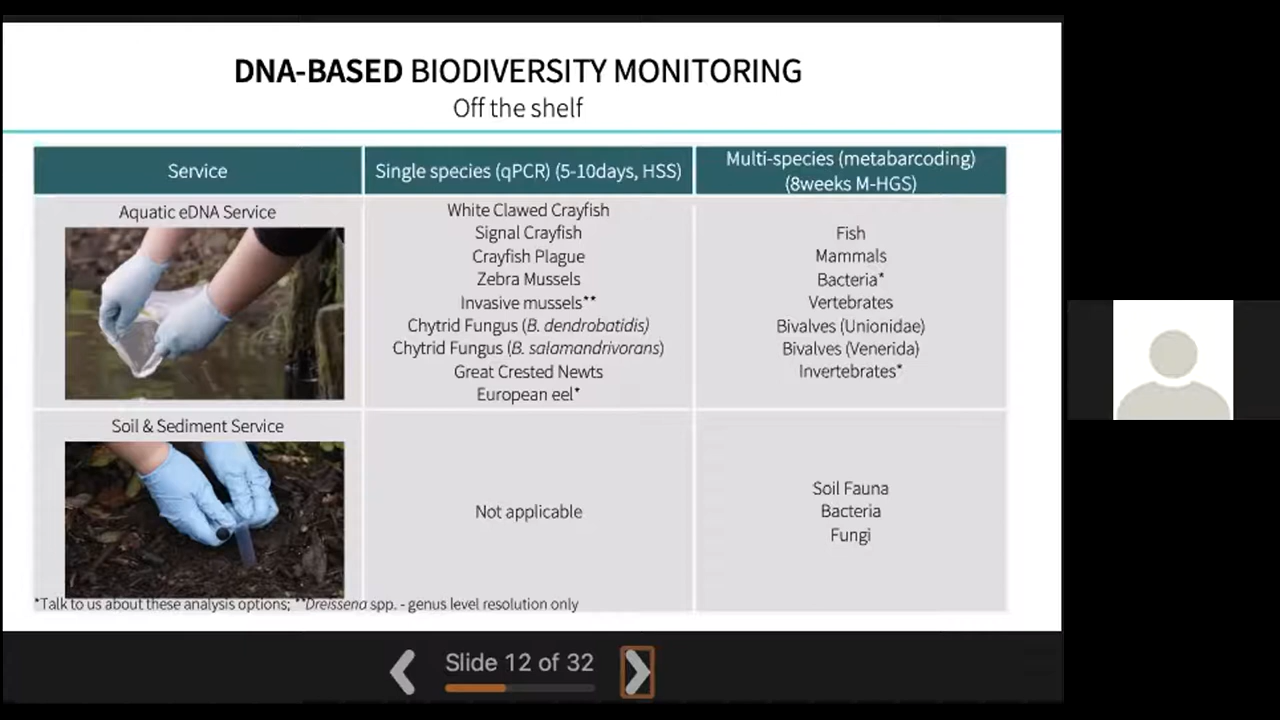 DNA-BASED BIODIVERSITY MONITORING
Off the shelf
Service
Single species (qPCR) (5-10days, HSS)
Multi-species (metabarcoding)
(8weeks M-HGS)
Aquatic eDNA Service
White Clawed Crayfish
Signal Crayfish
Crayfish Plague
Zebra Mussels
Invasive mussels**
Chytrid Fungus (B. dendrobatidis)
Chytrid Fungus (B. salamandrivorans)
Great Crested Newts
European eel*
Fish
Mammals
Bacteria*
Vertebrates
Bivalves (Unionidae)
Bivalves (Venerida)
Invertebrates*
Soil & Sediment Service
Not applicable
Soil Fauna
Bacteria
Fungi
*Talk to us about these analysis options; **Dreissena spp. - genus level resolution only
Slide 12 of 32